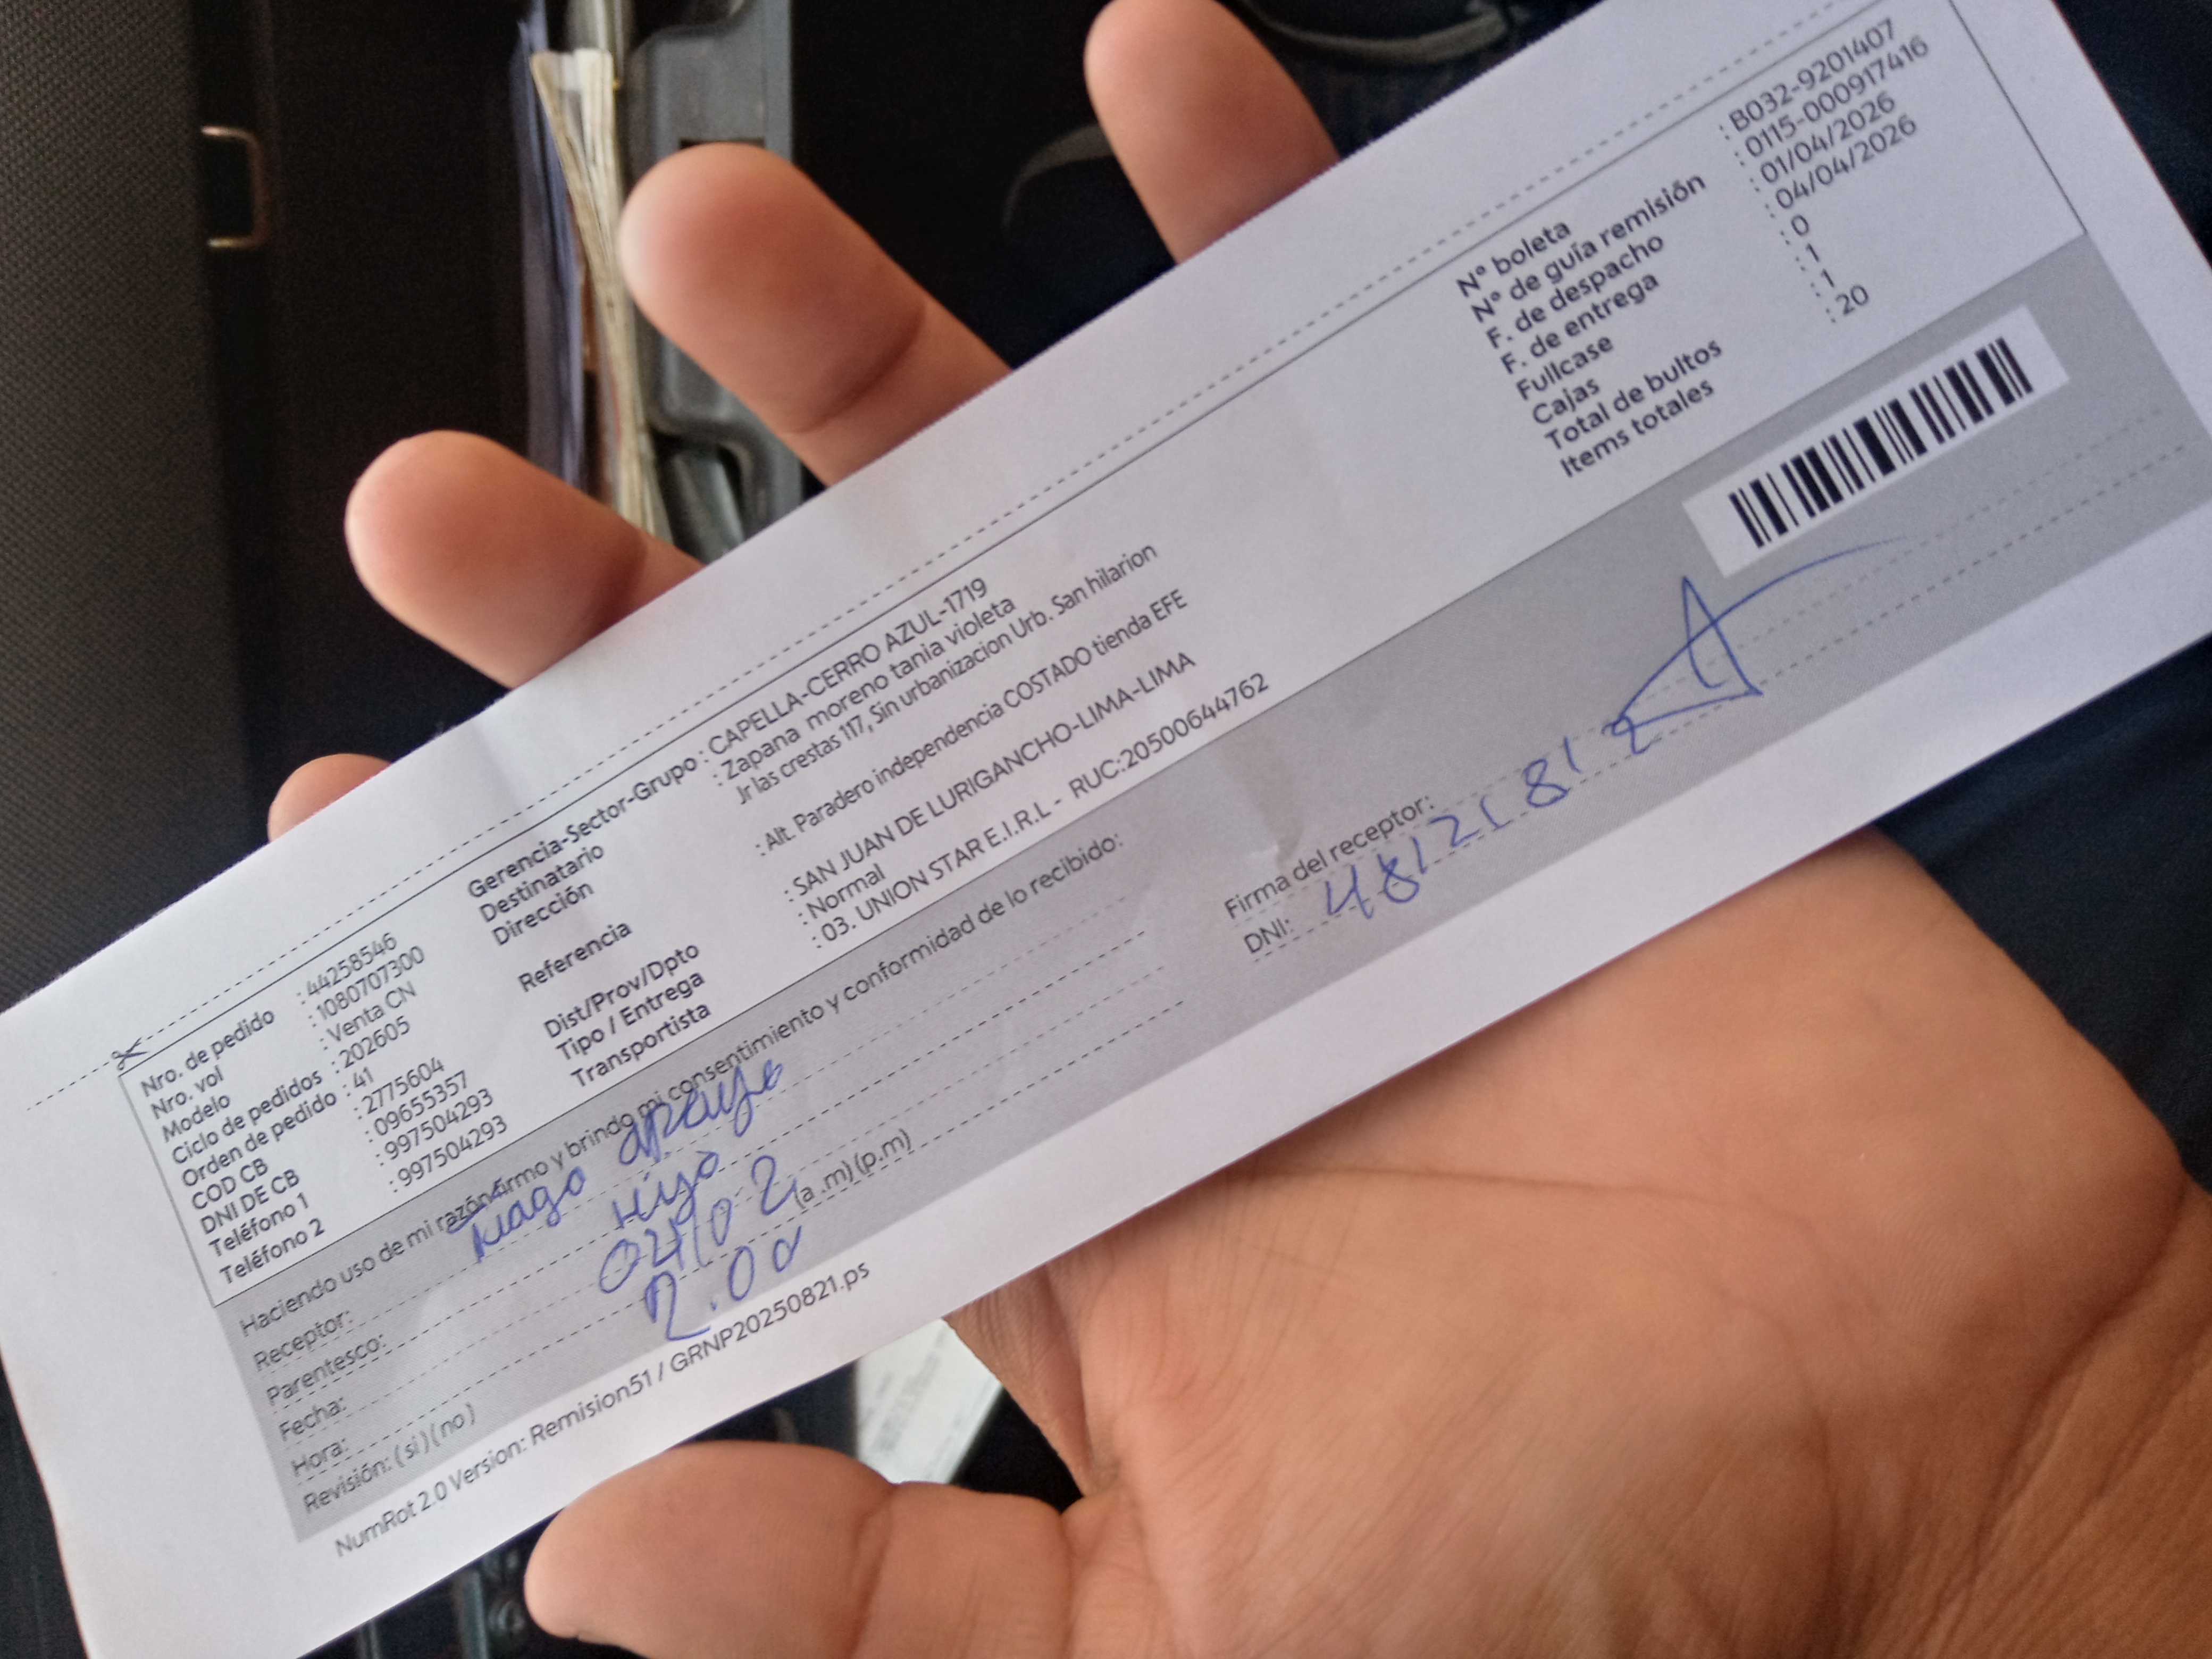 Nro. de pedido : 44258546
Nro. vol : 1080707300
Modelo : Venta CN
Ciclo de pedidos : 202605
Orden de pedido : 41
COD CB : 2775604
DNI DE CB : 09655357
Teléfono 1 : 997504293
Teléfono 2 : 997504293
Gerencia-Sector-Grupo : CAPELLA-CERRO AZUL-1719
Destinatario : Zapana moreno tania violeta
Dirección Jr las crestas 117, Sin urbanizacion Urb. San hilarion
Referencia : Alt. Paradero independencia COSTADO tienda EFE
Dist/Prov/Dpto : SAN JUAN DE LURIGANCHO-LIMA-LIMA
Tipo / Entrega : Normal
Transportista : 03. UNION STAR E.I.R.L - RUC:20500644762
N° boleta : B032-9201407
N° de guía remisión : 0115-000917416
F. de despacho : 01/04/2026
F. de entrega : 04/04/2026
Fullcase : 0
Cajas : 1
Total de bultos : 1
Items totales : 20
Haciendo uso de mi razón firmo y brindo mi consentimiento y conformidad de lo recibido:
Receptor:
Parentesco: Hijo
Fecha: 04/02
Hora: 2.00 (a .m) (p.m)
Revisión: ( si ) ( no )
Firma del receptor:
DNI:
NumRot 2.0 Version: Remision51 / GRNP20250821.ps